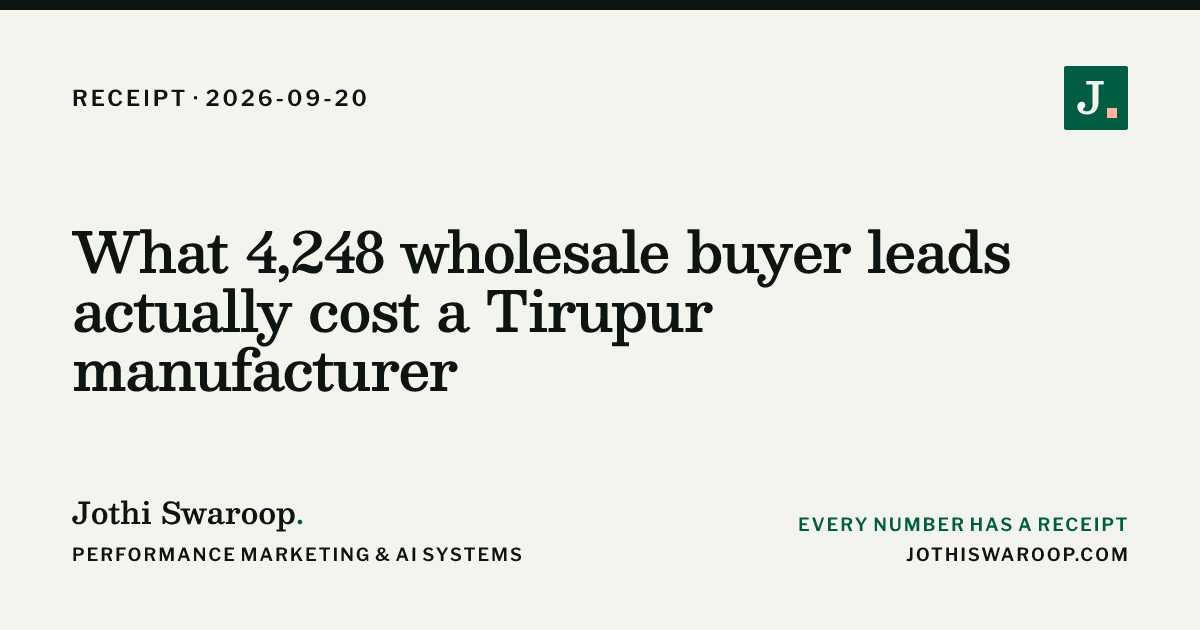 RECEIPT · 2026-09-20
J.
What 4,248 wholesale buyer leads
actually cost a Tirupur
manufacturer
Jothi Swaroop.
PERFORMANCE MARKETING & AI SYSTEMS
EVERY NUMBER HAS A RECEIPT
JOTHISWAROOP.COM